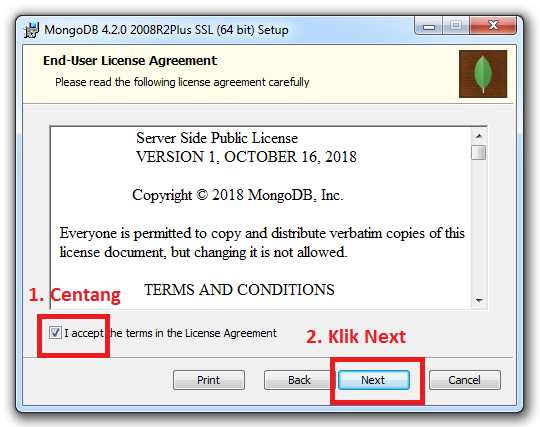 MongoDB 4.2.0 2008R2Plus SSL (64 bit) Setup
End-User License Agreement
Please read the following license agreement carefully
Server Side Public License
VERSION 1, OCTOBER 16, 2018
Copyright © 2018 MongoDB, Inc.
Everyone is permitted to copy and distribute verbatim copies of this
license document, but changing it is not allowed.
TERMS AND CONDITIONS
1. Centang
I accept the terms in the License Agreement
2. Klik Next
Print
Back
Next
Cancel